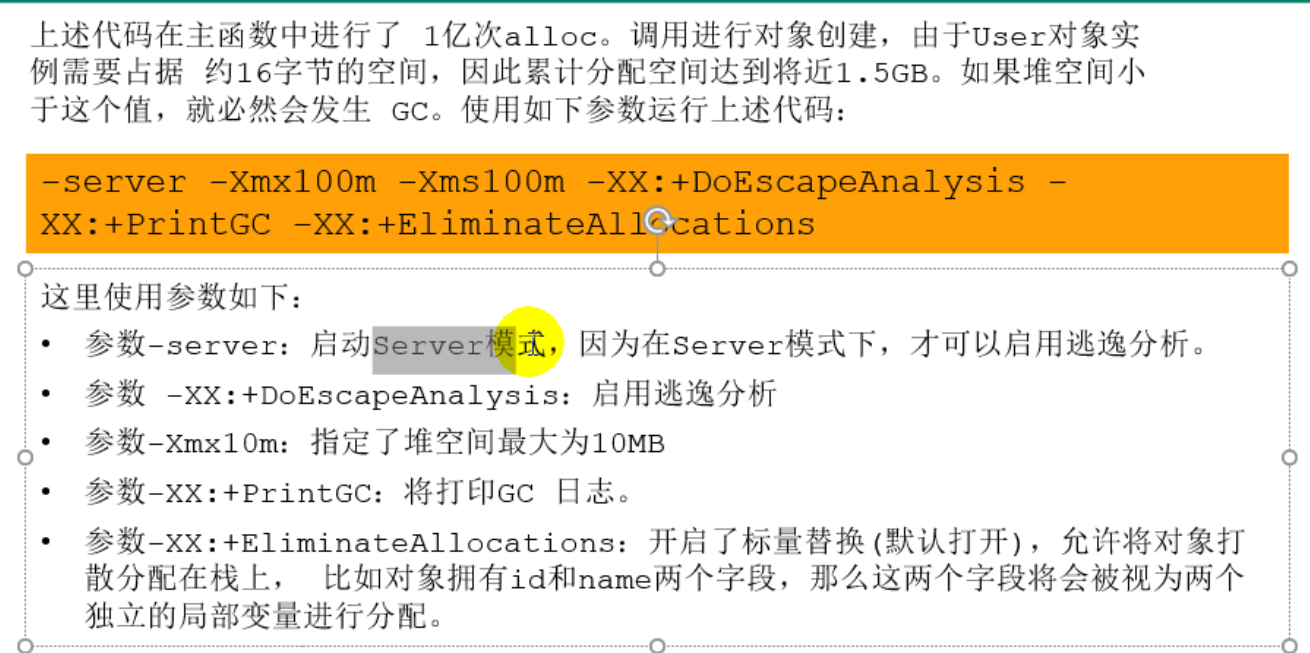 上述代码在主函数中进行了 1亿次alloc。调用进行对象创建，由于User对象实
例需要占据 约16字节的空间，因此累计分配空间达到将近1.5GB。如果堆空间小
于这个值，就必然会发生 GC。使用如下参数运行上述代码：
-server -Xmx100m -Xms100m -XX:+DoEscapeAnalysis -
XX:+PrintGC -XX:+EliminateAllocations
这里使用参数如下：
• 参数-server：启动Server模式，因为在Server模式下，才可以启用逃逸分析。
• 参数 -XX:+DoEscapeAnalysis：启用逃逸分析
• 参数-Xmx10m：指定了堆空间最大为10MB
• 参数-XX:+PrintGC：将打印GC 日志。
• 参数-XX:+EliminateAllocations：开启了标量替换(默认打开)，允许将对象打
散分配在栈上， 比如对象拥有id和name两个字段，那么这两个字段将会被视为两个
独立的局部变量进行分配。